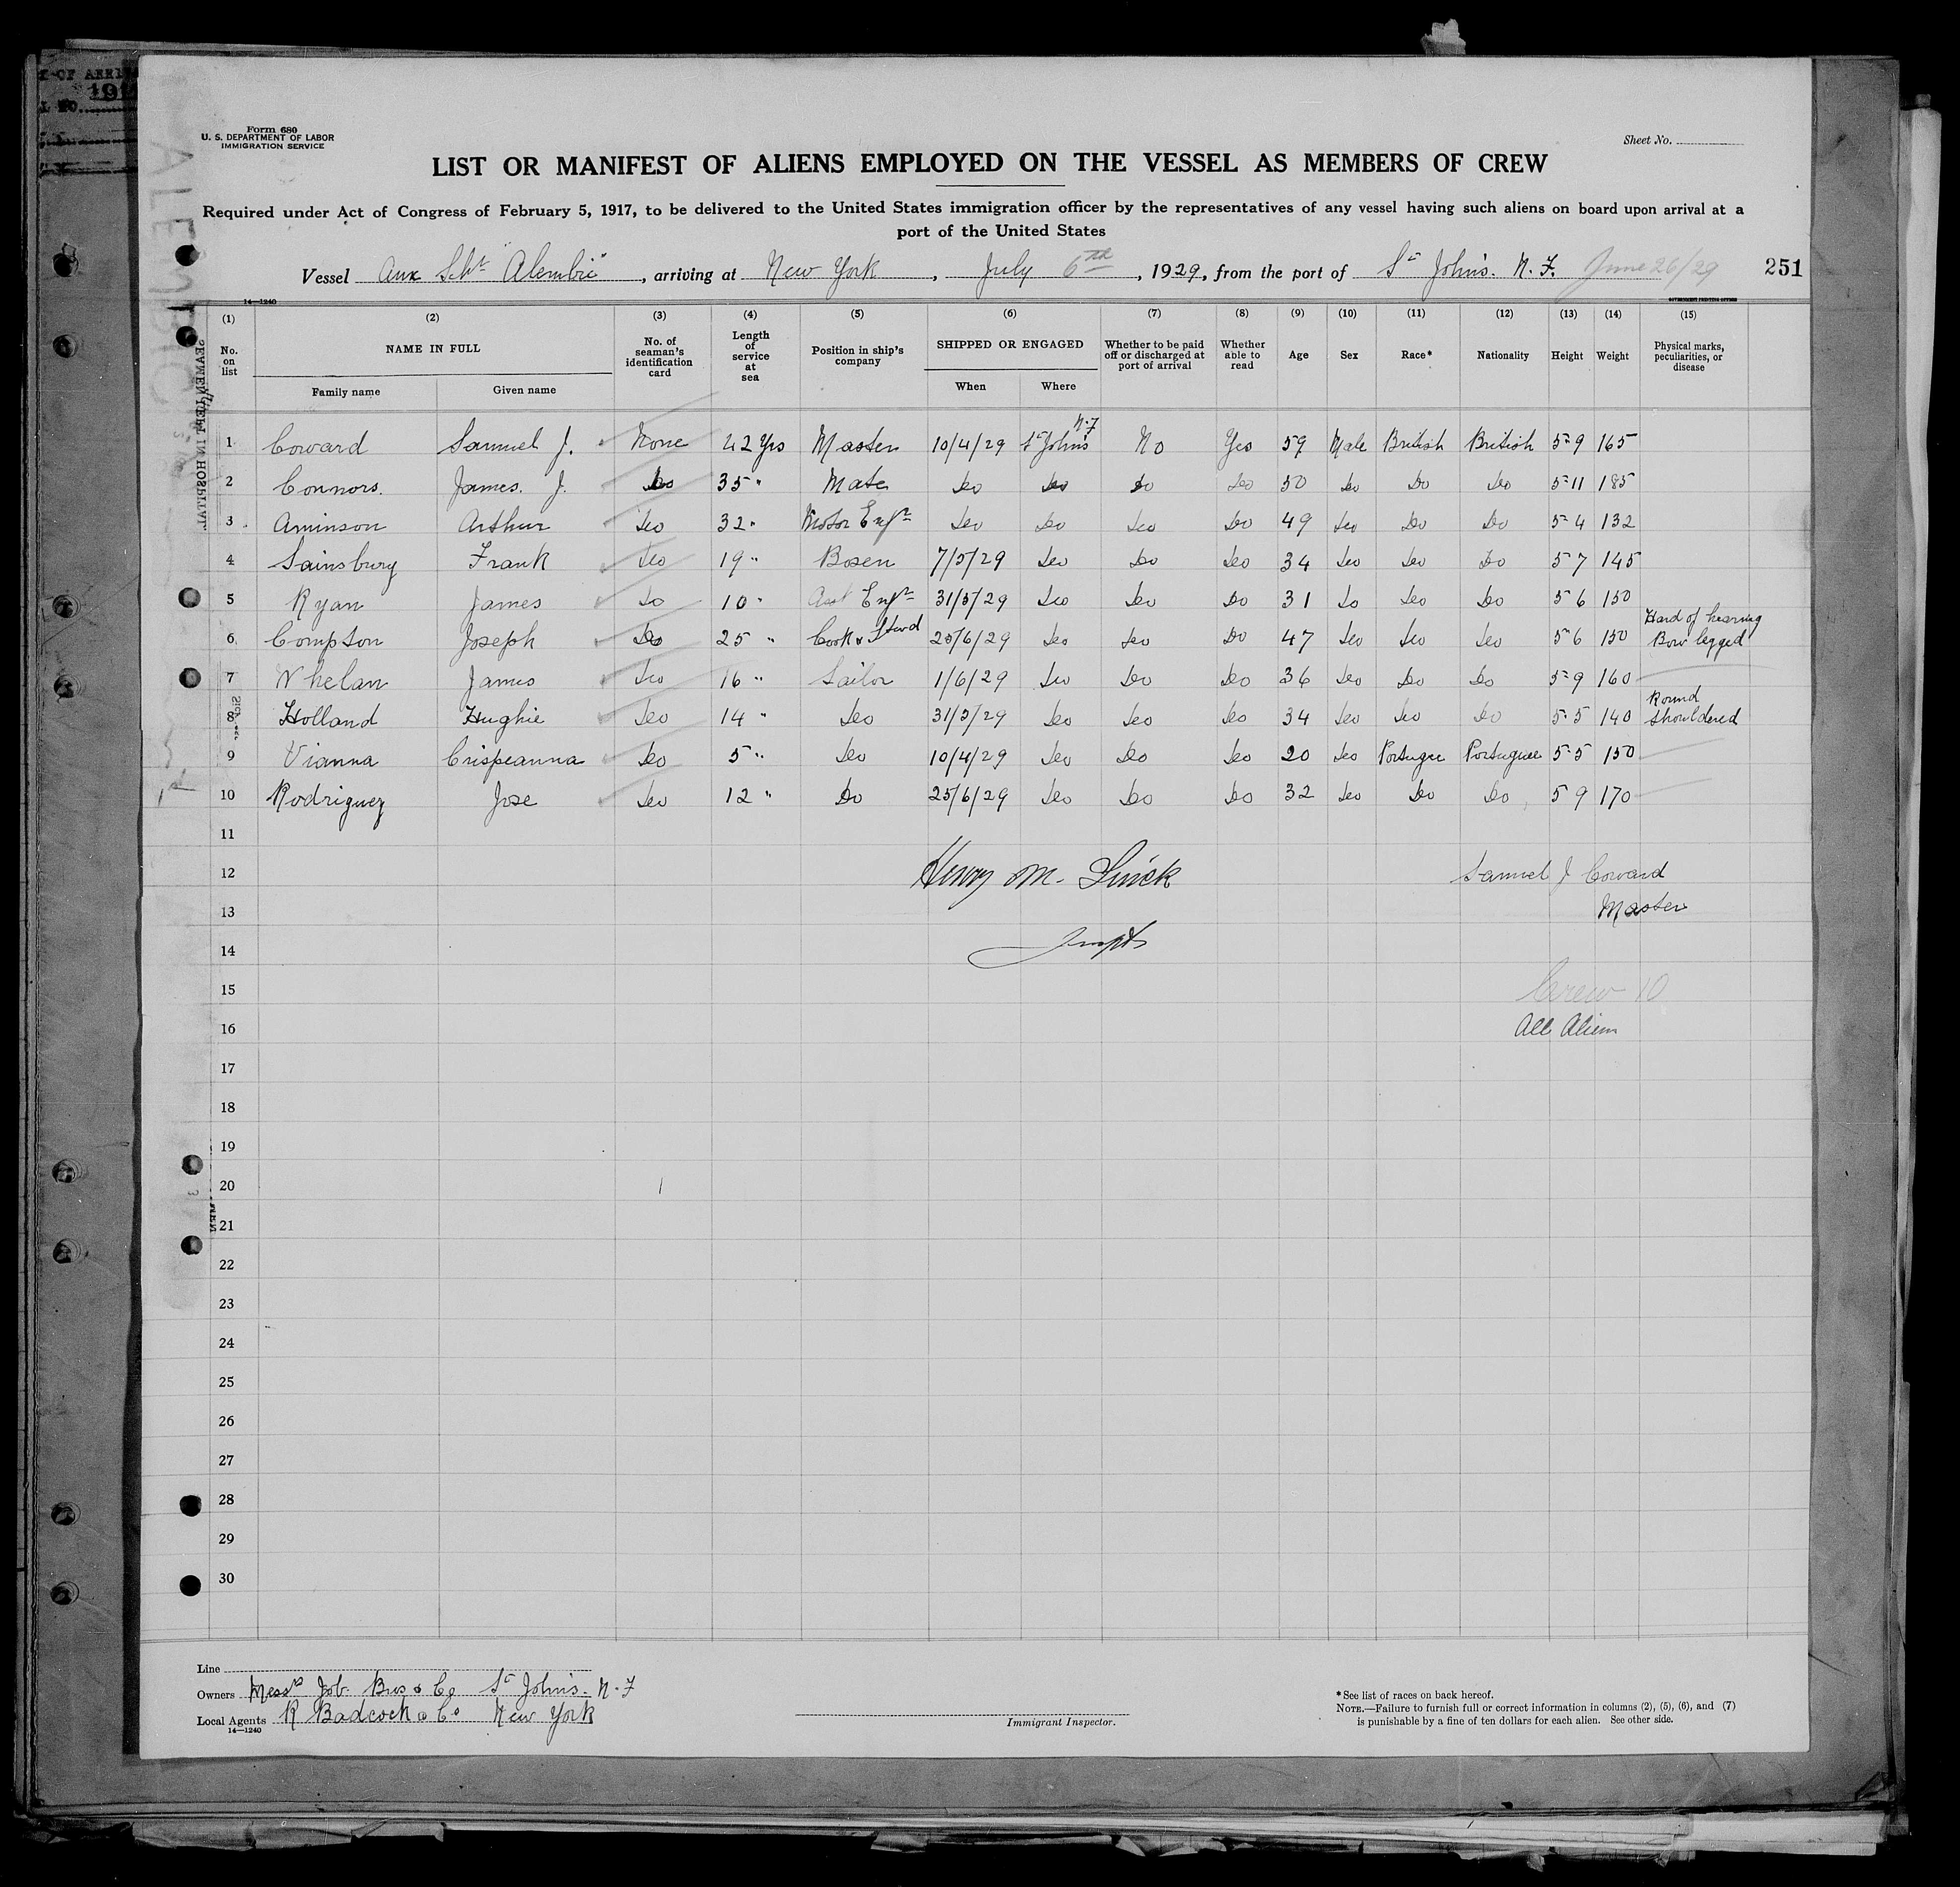 Form 680
U. S. DEPARTMENT OF LABOR
IMMIGRATION SERVICE
Sheet No.
LIST OR MANIFEST OF ALIENS EMPLOYED ON THE VESSEL AS MEMBERS OF CREW
Required under Act of Congress of February 5, 1917, to be delivered to the United States immigration officer by the representatives of any vessel having such aliens on board upon arrival at a
port of the United States
Vessel Aux Schr "Alembic", arriving at New York, July 6th, 1929, from the port of St John's. N. F. June 26/29 251
14—1240 GOVERNMENT PRINTING OFFICE
(1) (2) (3) (4) (5) (6) (7) (8) (9) (10) (11) (12) (13) (14) (15)
No. on list NAME IN FULL Family name Given name No. of seaman's identification card Length of service at sea Position in ship's company SHIPPED OR ENGAGED When Where Whether to be paid off or discharged at port of arrival Whether able to read Age Sex Race* Nationality Height Weight Physical marks, peculiarities, or disease
1 Coward Samuel J. None 42 Yrs Master 10/4/29 St John's N.F No Yes 59 Male British British 5-9 165
2 Connors. James. J. Do 35 " Mate Do Do Do Do 50 Do Do Do 5-11 185
3 Aminson Arthur Do 32 " Motor Engr Do Do Do Do 49 Do Do Do 5-4 132
4 Sainsbury Frank Do 19 " Bosen 7/5/29 Do Do Do 34 Do Do Do 5 7 145
5 Ryan James Do 10 " Asst Engr 31/5/29 Do Do Do 31 Do Do Do 5 6 150
6 Compson Joseph Do 25 " Cook & Stwd 25/6/29 Do Do Do 47 Do Do Do 5 6 150 Hard of hearing Bow legged
7 Whelan James Do 16 " Sailor 1/6/29 Do Do Do 36 Do Do Do 5-9 160
8 Holland Hughie Do 14 " Do 31/5/29 Do Do Do 34 Do Do Do 5-5 140 Round Shouldered
9 Vianna Crispeanna Do 5 " Do 10/4/29 Do Do Do 20 Do Portugee Portuguee 5-5 150
10 Rodriguez Jose Do 12 " Do 25/6/29 Do Do Do 32 Do Do Do 5 9 170
11
12 Henry M. Samuel J Coward
13 Master
14
15 Crew 10
16 All Aliens
17
18
19
20
21
22
23
24
25
26
27
28
29
30
Line
Owners Messrs Job. Bros & Co St John's. N. F
Local Agents R Badcock & Co New York
14—1240
Immigrant Inspector.
*See list of races on back hereof.
NOTE.—Failure to furnish full or correct information in columns (2), (5), (6), and (7)
is punishable by a fine of ten dollars for each alien. See other side.